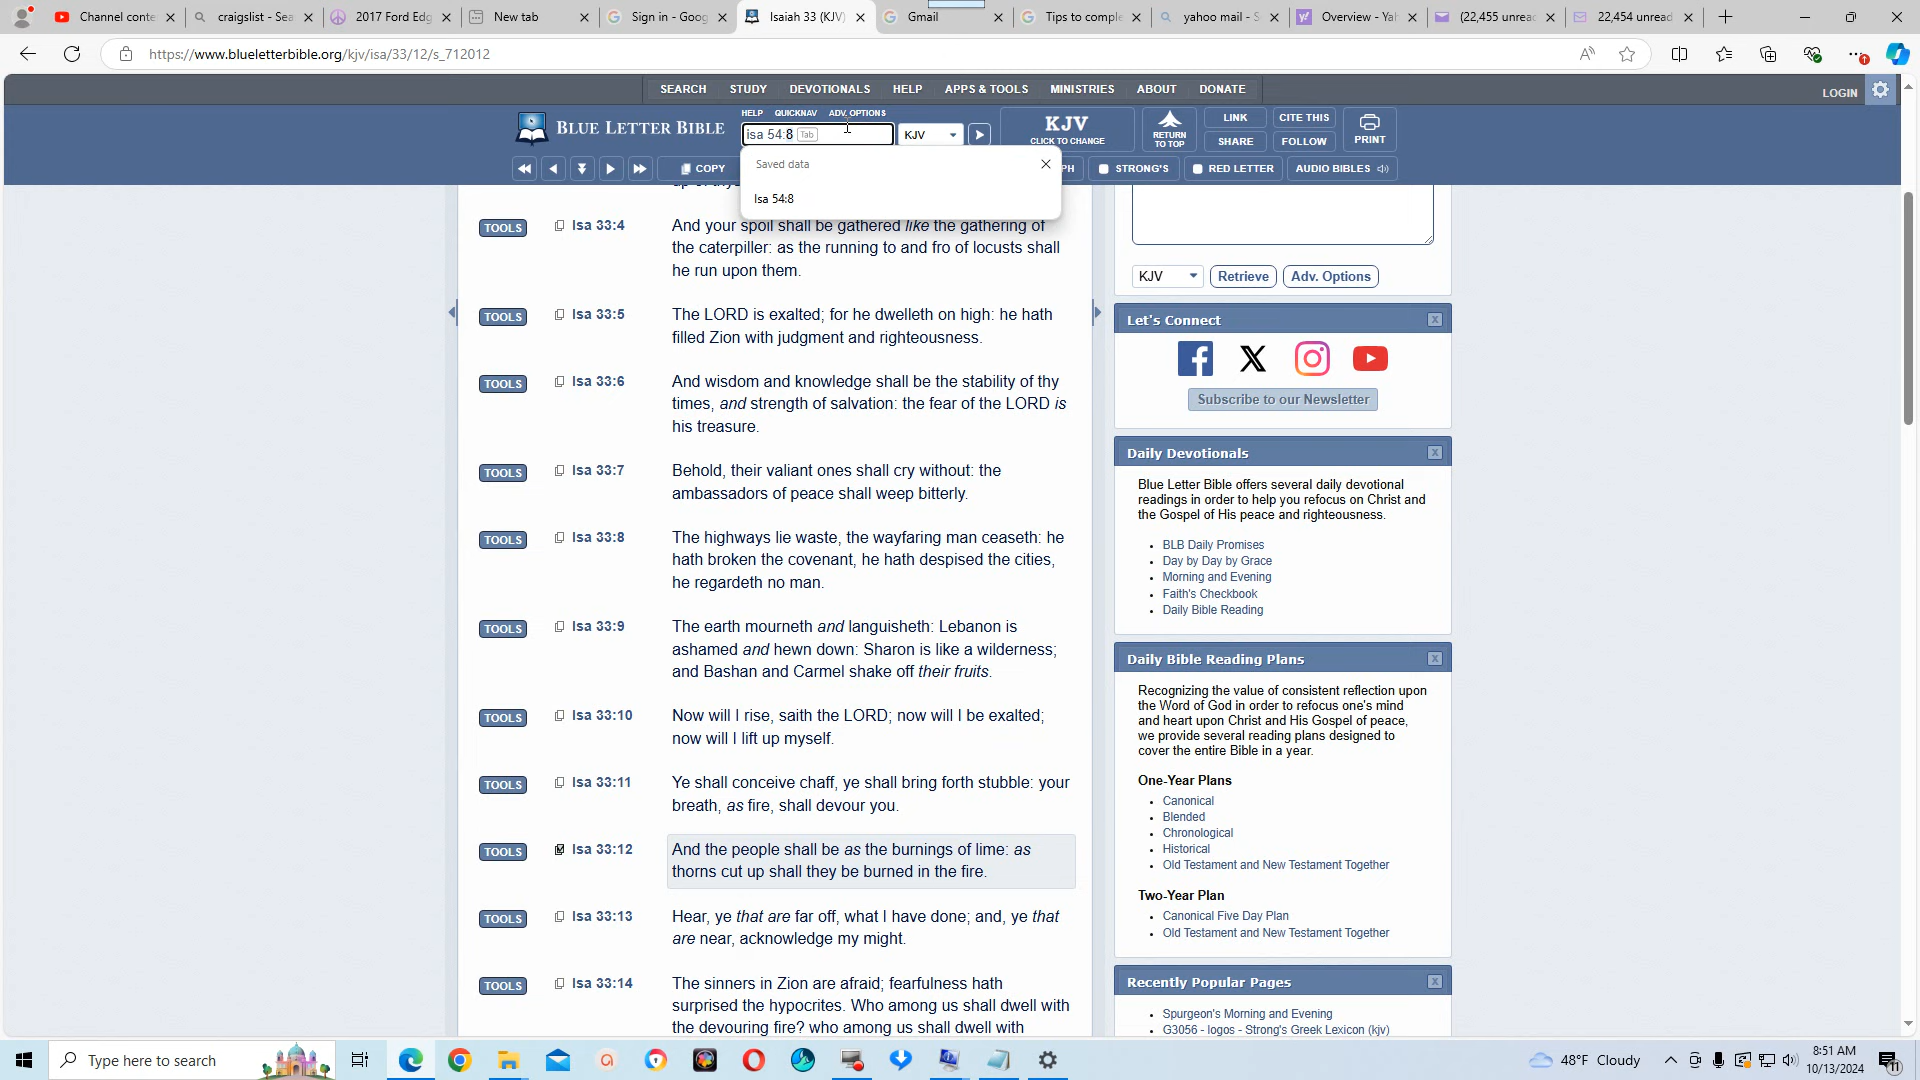 Channel conte
craigslist - Sea
2017 Ford Edg
New tab
Sign in - Goog
Isaiah 33 (KJV)
Gmail
Tips to comple
yahoo mail - S
Overview - Yah
(22,455 unread
22,454 unread
https://www.blueletterbible.org/kjv/isa/33/12/s_712012
SEARCH STUDY DEVOTIONALS HELP APPS & TOOLS MINISTRIES ABOUT DONATE
LOGIN
HELP QUICKNAV ADV. OPTIONS
BLUE LETTER BIBLE
isa 54:8 Tab
KJV
KJV
CLICK TO CHANGE
RETURN
TO TOP
LINK
CITE THIS
SHARE
FOLLOW
PRINT
COPY
PH
STRONG'S
RED LETTER
AUDIO BIBLES
Saved data
Isa 54:8
TOOLS Isa 33:4 And your spoil shall be gathered like the gathering of
the caterpiller: as the running to and fro of locusts shall
he run upon them.
TOOLS Isa 33:5 The LORD is exalted; for he dwelleth on high: he hath
filled Zion with judgment and righteousness.
TOOLS Isa 33:6 And wisdom and knowledge shall be the stability of thy
times, and strength of salvation: the fear of the LORD is
his treasure.
TOOLS Isa 33:7 Behold, their valiant ones shall cry without: the
ambassadors of peace shall weep bitterly.
TOOLS Isa 33:8 The highways lie waste, the wayfaring man ceaseth: he
hath broken the covenant, he hath despised the cities,
he regardeth no man.
TOOLS Isa 33:9 The earth mourneth and languisheth: Lebanon is
ashamed and hewn down: Sharon is like a wilderness;
and Bashan and Carmel shake off their fruits.
TOOLS Isa 33:10 Now will I rise, saith the LORD; now will I be exalted;
now will I lift up myself.
TOOLS Isa 33:11 Ye shall conceive chaff, ye shall bring forth stubble: your
breath, as fire, shall devour you.
TOOLS Isa 33:12 And the people shall be as the burnings of lime: as
thorns cut up shall they be burned in the fire.
TOOLS Isa 33:13 Hear, ye that are far off, what I have done; and, ye that
are near, acknowledge my might.
TOOLS Isa 33:14 The sinners in Zion are afraid; fearfulness hath
surprised the hypocrites. Who among us shall dwell with
the devouring fire? who among us shall dwell with
KJV
Retrieve
Adv. Options
Let's Connect
Subscribe to our Newsletter
Daily Devotionals
Blue Letter Bible offers several daily devotional
readings in order to help you refocus on Christ and
the Gospel of His peace and righteousness.
BLB Daily Promises
Day by Day by Grace
Morning and Evening
Faith's Checkbook
Daily Bible Reading
Daily Bible Reading Plans
Recognizing the value of consistent reflection upon
the Word of God in order to refocus one's mind
and heart upon Christ and His Gospel of peace,
we provide several reading plans designed to
cover the entire Bible in a year.
One-Year Plans
Canonical
Blended
Chronological
Historical
Old Testament and New Testament Together
Two-Year Plan
Canonical Five Day Plan
Old Testament and New Testament Together
Recently Popular Pages
Spurgeon's Morning and Evening
G3056 - logos - Strong's Greek Lexicon (kjv)
Type here to search
48°F Cloudy
8:51 AM
10/13/2024
11